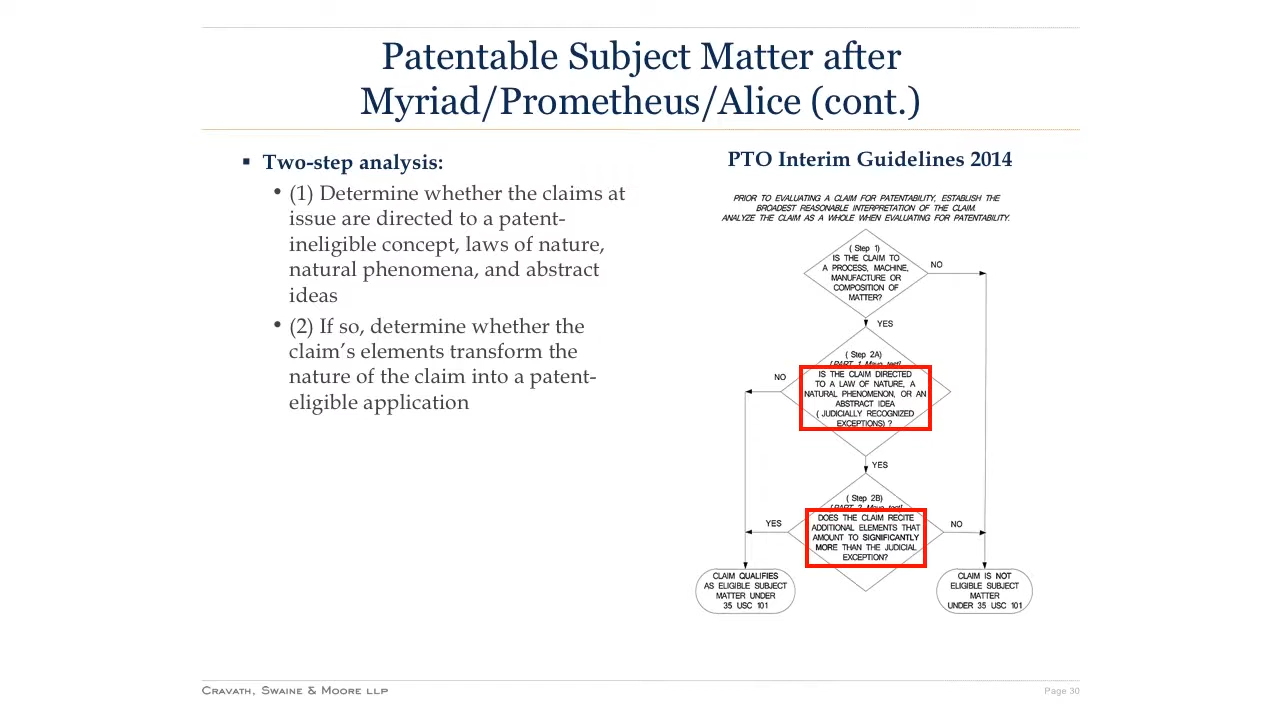 Patentable Subject Matter after
Myriad/Prometheus/Alice (cont.)
▪ Two-step analysis:
• (1) Determine whether the claims at
issue are directed to a patent-
ineligible concept, laws of nature,
natural phenomena, and abstract
ideas
• (2) If so, determine whether the
claim’s elements transform the
nature of the claim into a patent-
eligible application
PTO Interim Guidelines 2014
PRIOR TO EVALUATING A CLAIM FOR PATENTABILITY, ESTABLISH THE
BROADEST REASONABLE INTERPRETATION OF THE CLAIM.
ANALYZE THE CLAIM AS A WHOLE WHEN EVALUATING FOR PATENTABILITY.
( Step 1)
IS THE CLAIM TO
A PROCESS, MACHINE,
MANUFACTURE OR
COMPOSITION OF
MATTER?
NO
YES
( Step 2A)
[PART 1 Mayo test]
IS THE CLAIM DIRECTED
TO A LAW OF NATURE, A
NATURAL PHENOMENON, OR AN
ABSTRACT IDEA
( JUDICIALLY RECOGNIZED
EXCEPTIONS) ?
NO
YES
( Step 2B)
[PART 2 Mayo test]
DOES THE CLAIM RECITE
ADDITIONAL ELEMENTS THAT
AMOUNT TO SIGNIFICANTLY
MORE THAN THE JUDICIAL
EXCEPTION?
YES
NO
CLAIM QUALIFIES
AS ELIGIBLE SUBJECT
MATTER UNDER
35 USC 101
CLAIM IS NOT
ELIGIBLE SUBJECT
MATTER
UNDER 35 USC 101
CRAVATH, SWAINE & MOORE LLP
Page 30